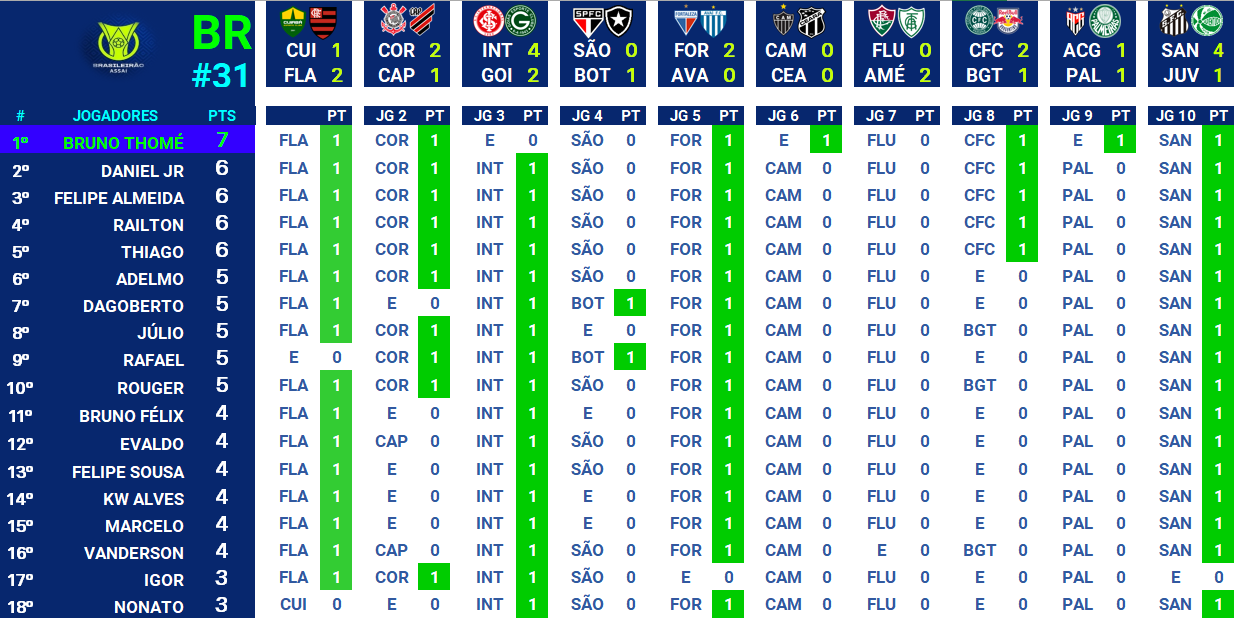 BR
#31
BRASILEIRÃO
ASSAÍ
CUI 1 COR 2 INT 4 SÃO 0 FOR 2 CAM 0 FLU 0 CFC 2 ACG 1 SAN 4
FLA 2 CAP 1 GOI 2 BOT 1 AVA 0 CEA 0 AMÉ 2 BGT 1 PAL 1 JUV 1
# JOGADORES PTS PT JG 2 PT JG 3 PT JG 4 PT JG 5 PT JG 6 PT JG 7 PT JG 8 PT JG 9 PT JG 10 PT
1º BRUNO THOMÉ 7 FLA 1 COR 1 E 0 SÃO 0 FOR 1 E 1 FLU 0 CFC 1 E 1 SAN 1
2º DANIEL JR 6 FLA 1 COR 1 INT 1 SÃO 0 FOR 1 CAM 0 FLU 0 CFC 1 PAL 0 SAN 1
3º FELIPE ALMEIDA 6 FLA 1 COR 1 INT 1 SÃO 0 FOR 1 CAM 0 FLU 0 CFC 1 PAL 0 SAN 1
4º RAILTON 6 FLA 1 COR 1 INT 1 SÃO 0 FOR 1 CAM 0 FLU 0 CFC 1 PAL 0 SAN 1
5º THIAGO 6 FLA 1 COR 1 INT 1 SÃO 0 FOR 1 CAM 0 FLU 0 CFC 1 PAL 0 SAN 1
6º ADELMO 5 FLA 1 COR 1 INT 1 SÃO 0 FOR 1 CAM 0 FLU 0 E 0 PAL 0 SAN 1
7º DAGOBERTO 5 FLA 1 E 0 INT 1 BOT 1 FOR 1 CAM 0 FLU 0 E 0 PAL 0 SAN 1
8º JÚLIO 5 FLA 1 COR 1 INT 1 E 0 FOR 1 CAM 0 FLU 0 BGT 0 PAL 0 SAN 1
9º RAFAEL 5 E 0 COR 1 INT 1 BOT 1 FOR 1 CAM 0 FLU 0 E 0 PAL 0 SAN 1
10º ROUGER 5 FLA 1 COR 1 INT 1 SÃO 0 FOR 1 CAM 0 FLU 0 BGT 0 PAL 0 SAN 1
11º BRUNO FÉLIX 4 FLA 1 E 0 INT 1 E 0 FOR 1 CAM 0 FLU 0 E 0 PAL 0 SAN 1
12º EVALDO 4 FLA 1 CAP 0 INT 1 SÃO 0 FOR 1 CAM 0 FLU 0 E 0 PAL 0 SAN 1
13º FELIPE SOUSA 4 FLA 1 E 0 INT 1 SÃO 0 FOR 1 CAM 0 FLU 0 E 0 PAL 0 SAN 1
14º KW ALVES 4 FLA 1 E 0 INT 1 E 0 FOR 1 CAM 0 FLU 0 E 0 PAL 0 SAN 1
15º MARCELO 4 FLA 1 E 0 INT 1 E 0 FOR 1 CAM 0 FLU 0 E 0 PAL 0 SAN 1
16º VANDERSON 4 FLA 1 CAP 0 INT 1 SÃO 0 FOR 1 CAM 0 E 0 BGT 0 PAL 0 SAN 1
17º IGOR 3 FLA 1 COR 1 INT 1 SÃO 0 E 0 CAM 0 FLU 0 E 0 PAL 0 E 0
18º NONATO 3 CUI 0 E 0 INT 1 SÃO 0 FOR 1 CAM 0 FLU 0 E 0 PAL 0 SAN 1